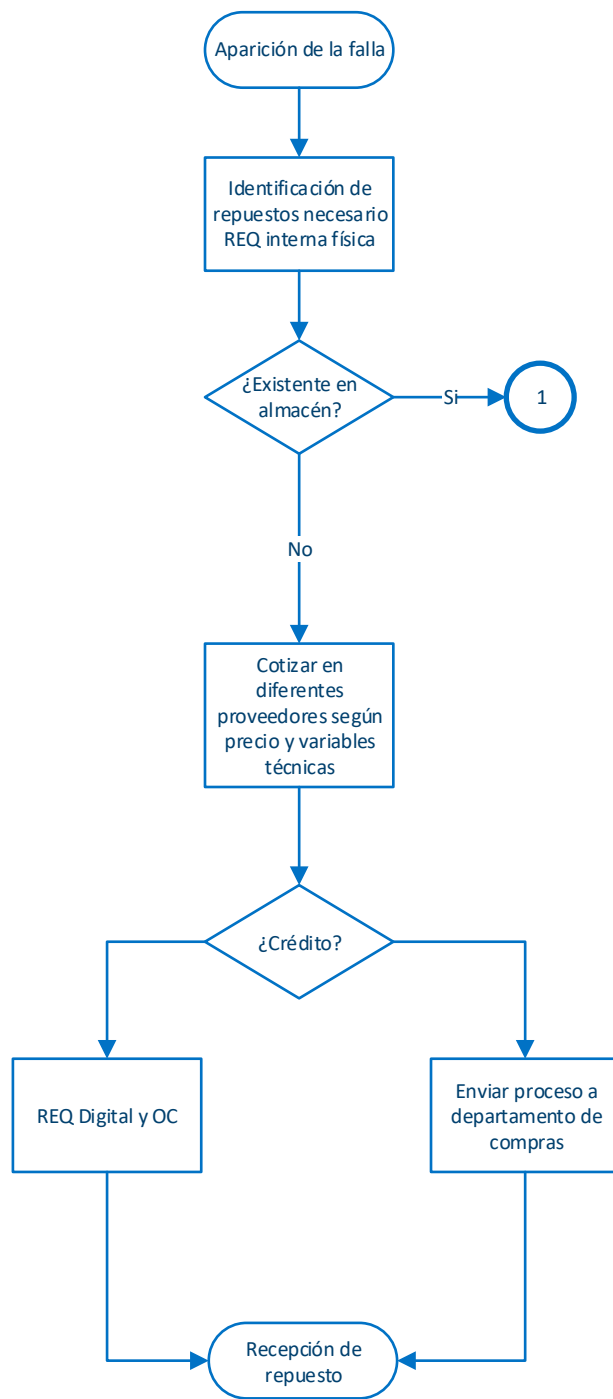 Aparición de la falla
Identificación de
repuestos necesario
REQ interna física
¿Existente en
almacén?
Si
1
No
Cotizar en
diferentes
proveedores según
precio y variables
técnicas
¿Crédito?
REQ Digital y OC
Enviar proceso a
departamento de
compras
Recepción de
repuesto